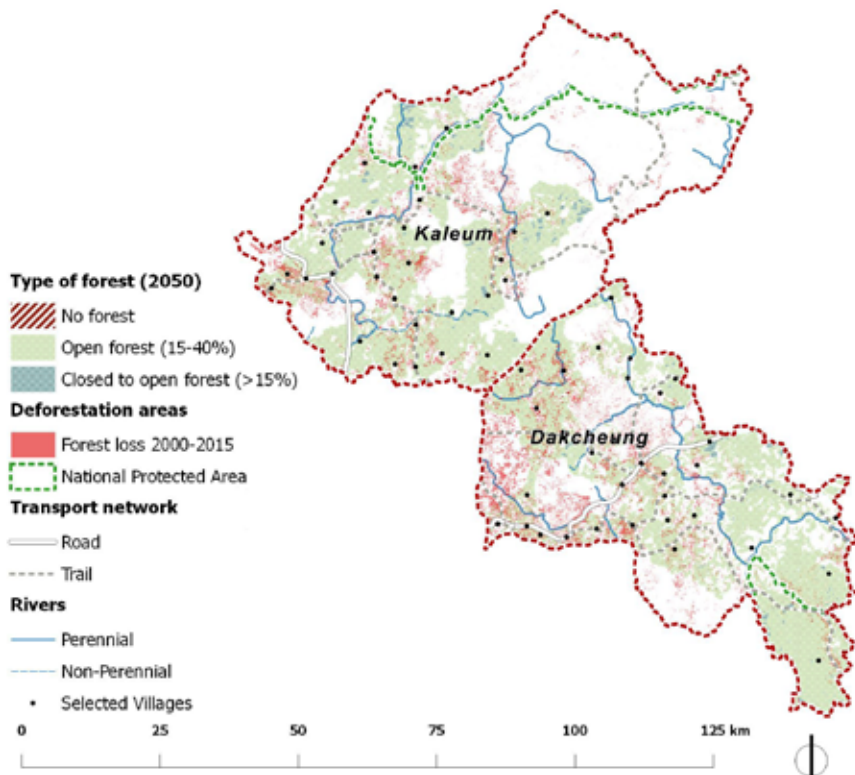 Kaleum
Dakcheung
Type of forest (2050)
No forest
Open forest (15-40%)
Closed to open forest (>15%)
Deforestation areas
Forest loss 2000-2015
National Protected Area
Transport network
Road
Trail
Rivers
Perennial
Non-Perennial
Selected Villages
0 25 50 75 100 125 km